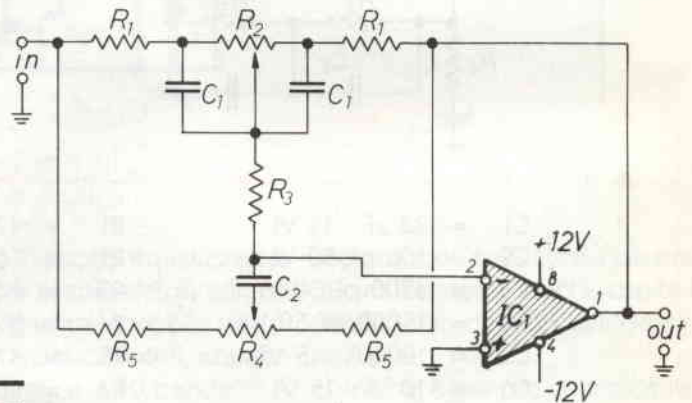 R₁ R₂ R₁
in
C₁ C₁
R₃
+12V
2 - 8
C₂ IC₁ 1
3 + 4 out
R₅ R₄ R₅
-12V